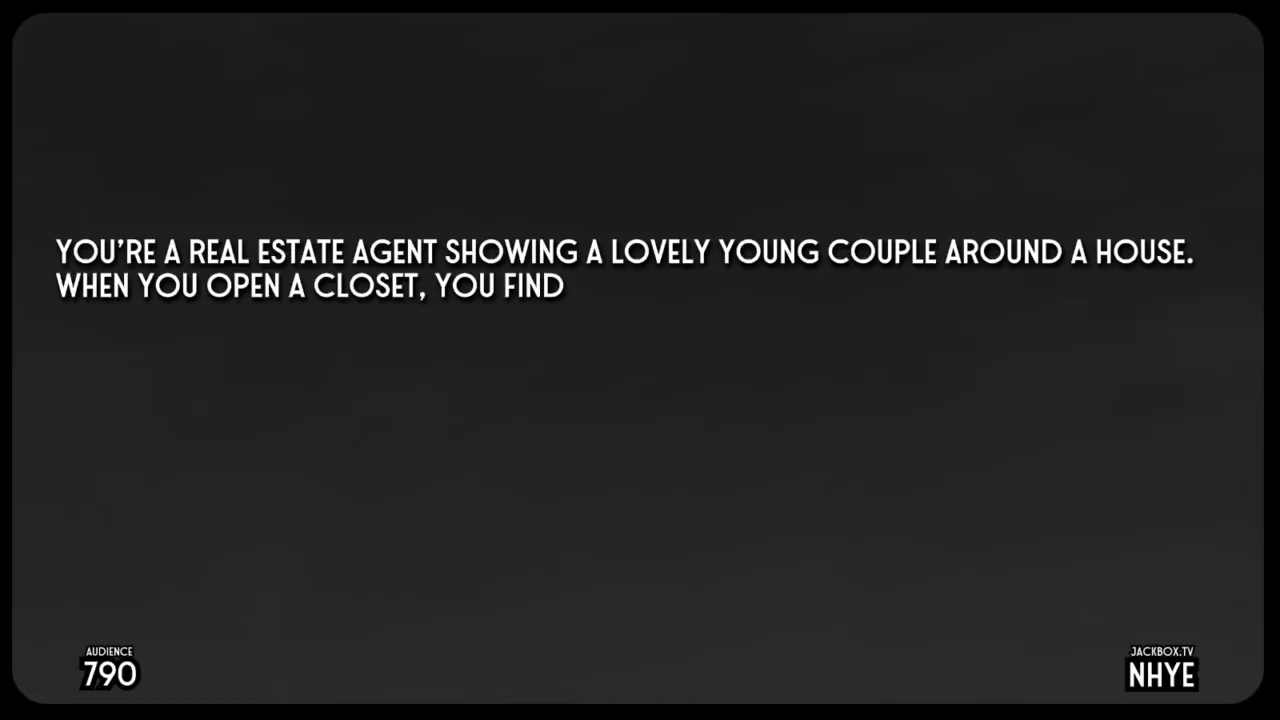 YOU'RE A REAL ESTATE AGENT SHOWING A LOVELY YOUNG COUPLE AROUND A HOUSE.
WHEN YOU OPEN A CLOSET, YOU FIND
AUDIENCE
790
JACKBOX.TV
NHYE